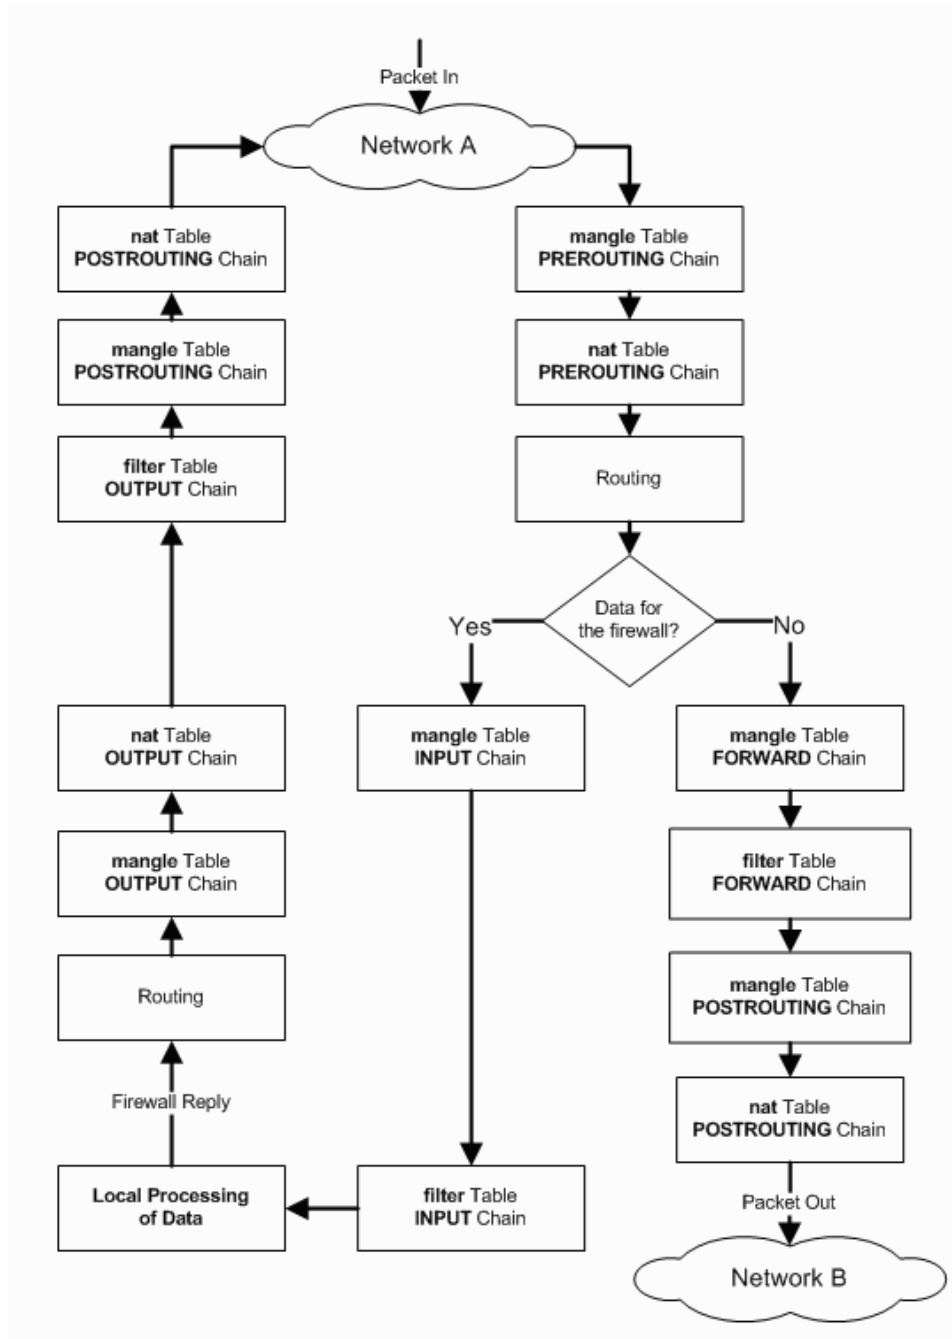 Packet In
Network A
mangle Table
PREROUTING Chain
nat Table
PREROUTING Chain
Routing
Data for
the firewall?
Yes
No
mangle Table
INPUT Chain
filter Table
INPUT Chain
Local Processing
of Data
Firewall Reply
Routing
mangle Table
OUTPUT Chain
nat Table
OUTPUT Chain
filter Table
OUTPUT Chain
mangle Table
POSTROUTING Chain
nat Table
POSTROUTING Chain
mangle Table
FORWARD Chain
filter Table
FORWARD Chain
mangle Table
POSTROUTING Chain
nat Table
POSTROUTING Chain
Packet Out
Network B